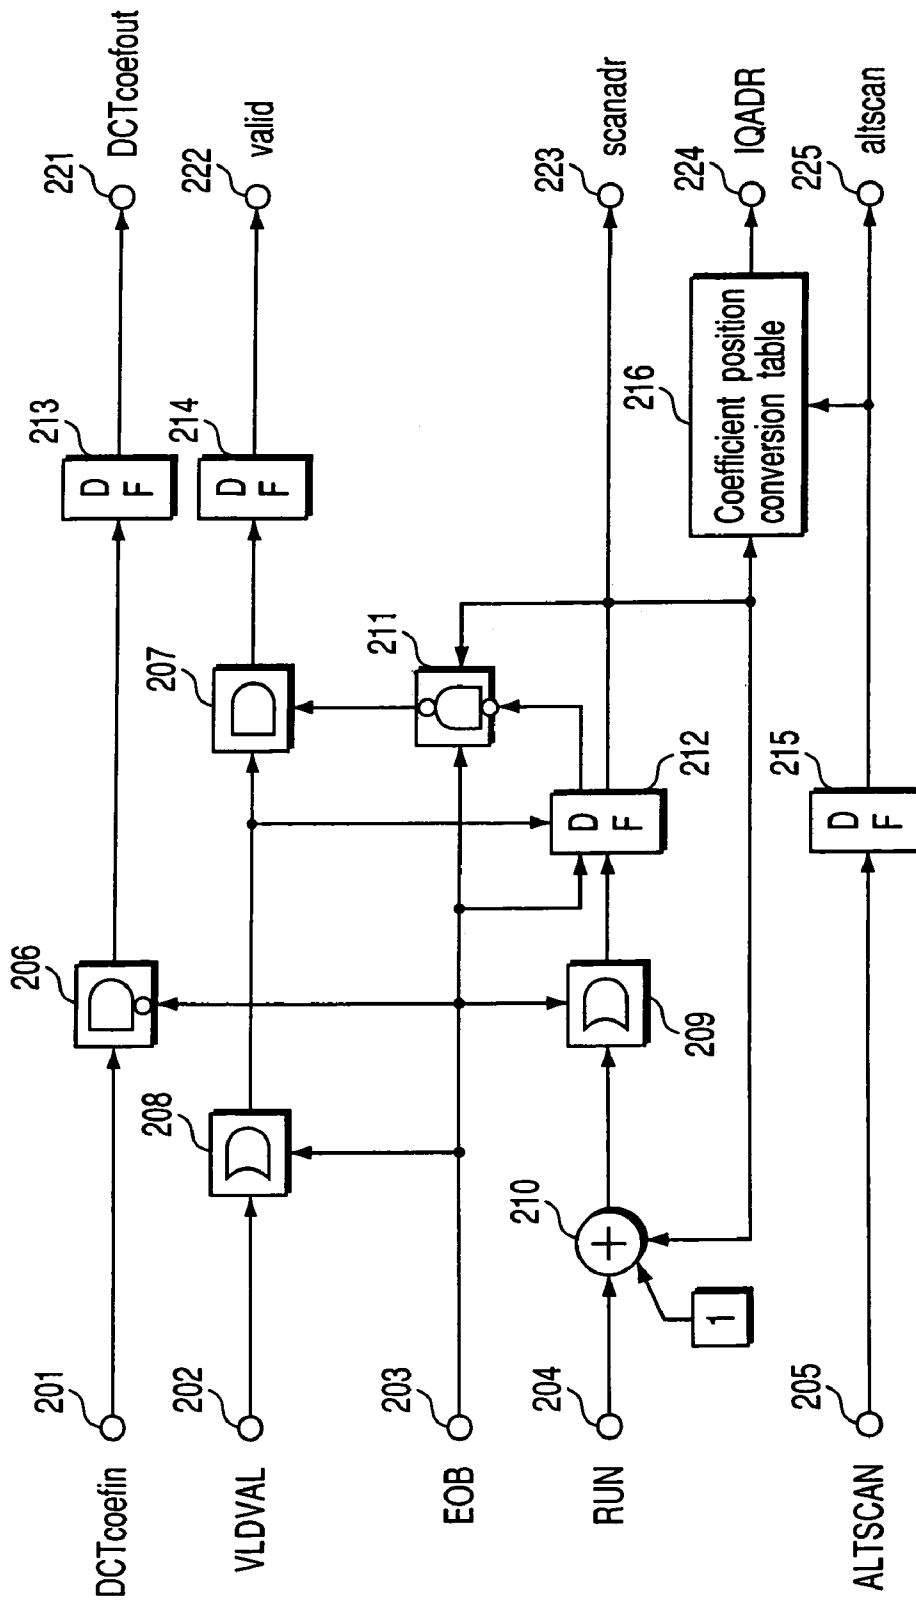 DCTcoefin
201
206
D
F
213
221
DCTcoefout
VLDVAL
202
208
207
D
F
214
222
valid
EOB
203
211
RUN
204
210
1
209
D
F
212
223
scanadr
Coefficient position
conversion table
216
224
IQADR
ALTSCAN
205
D
F
215
225
altscan